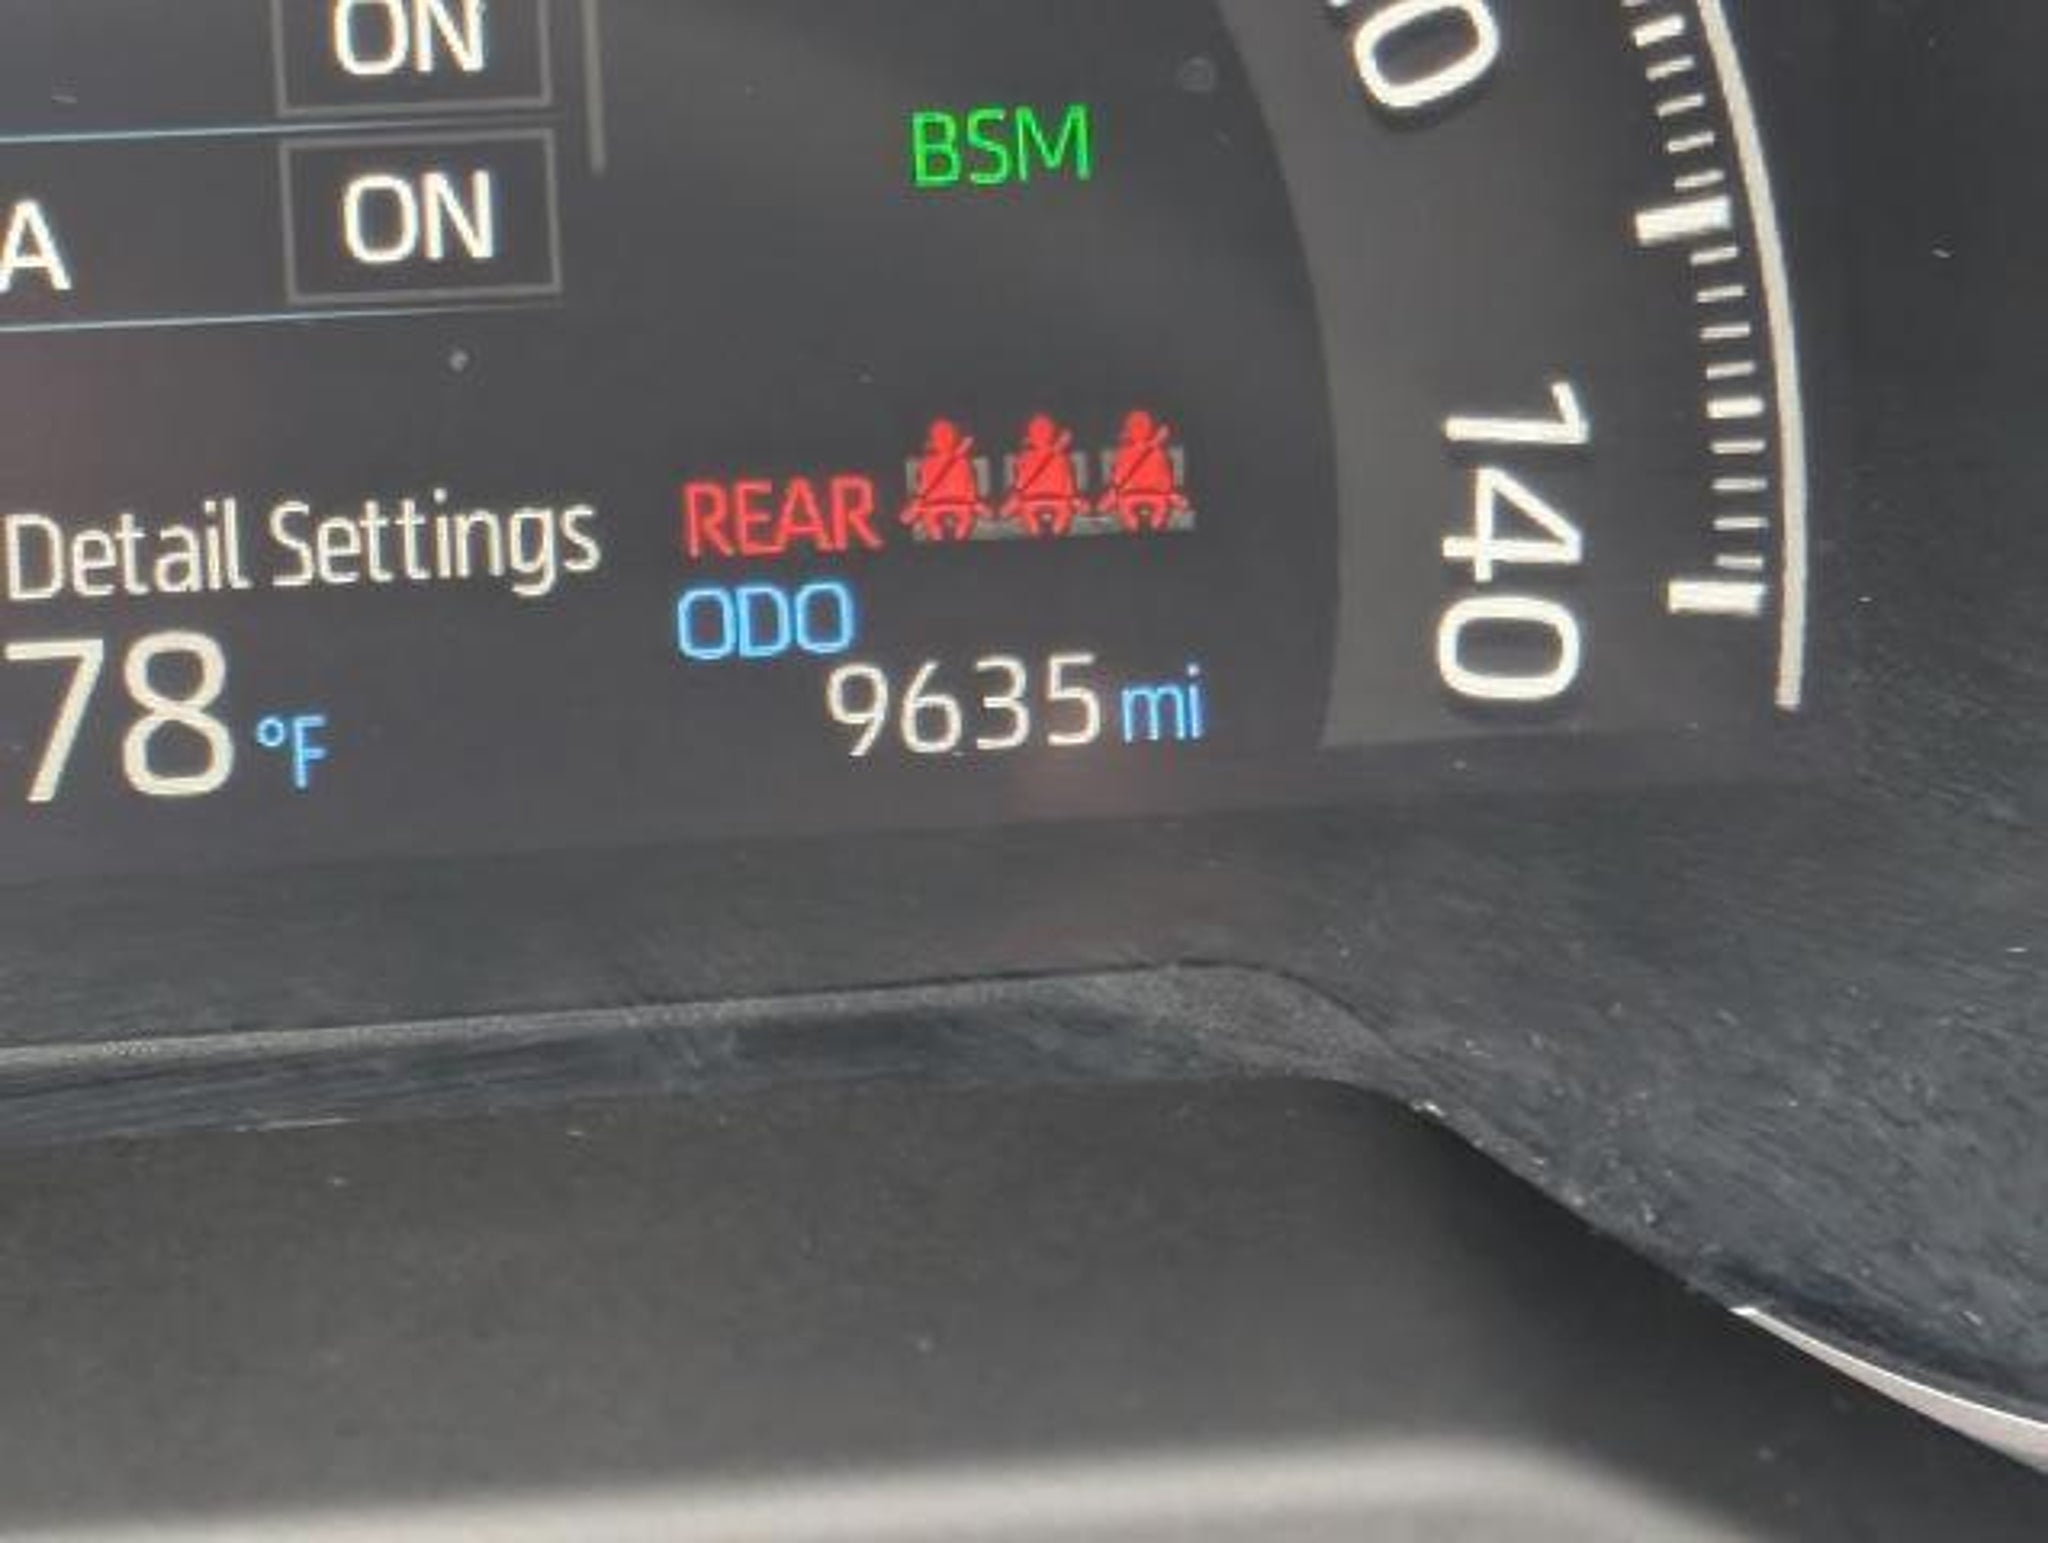 ON
BSM
A ON
Detail Settings
REAR
ODO
78 °F
9635 mi
140